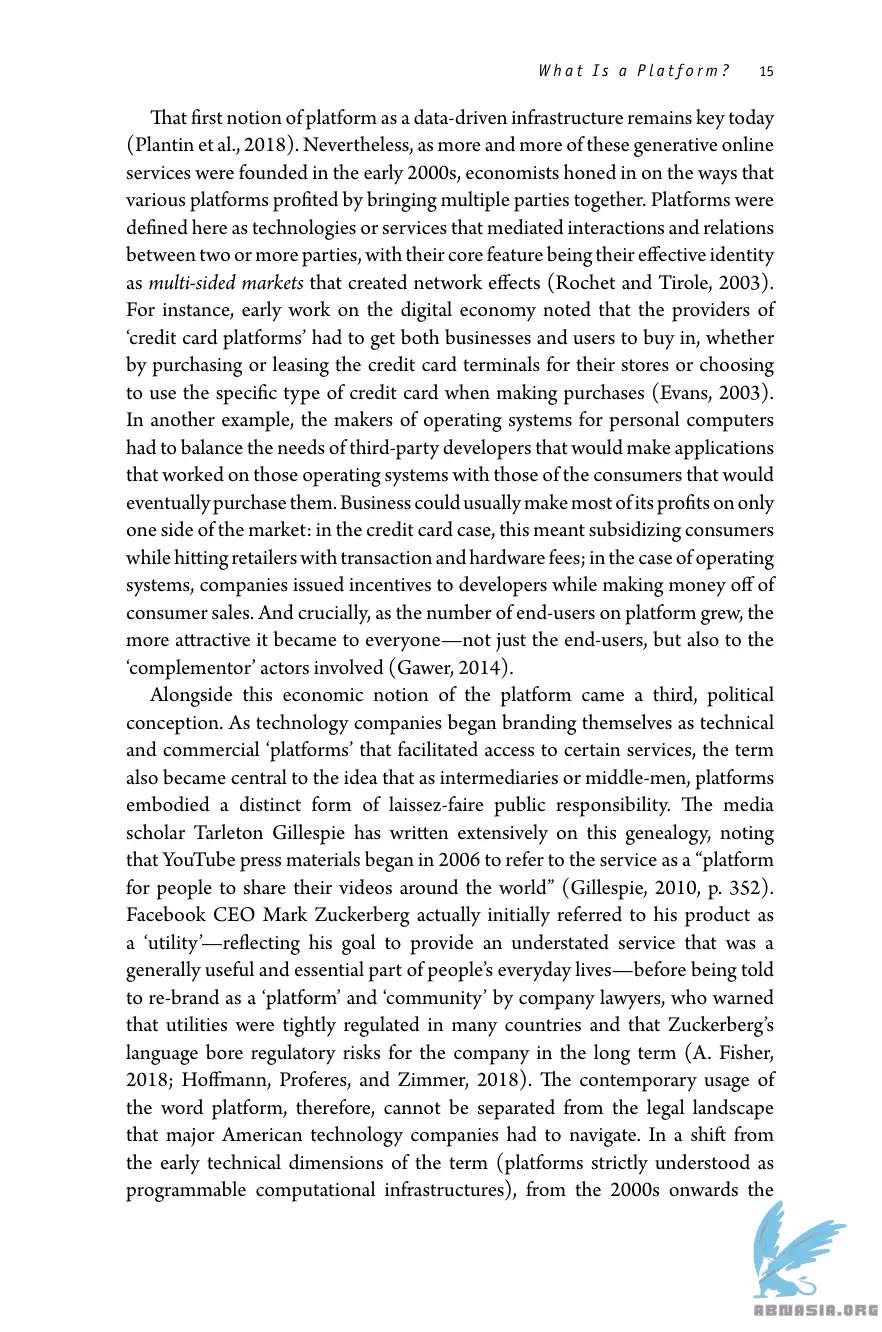 What Is a Platform? 15
That first notion of platform as a data-driven infrastructure remains key today
(Plantin et al., 2018). Nevertheless, as more and more of these generative online
services were founded in the early 2000s, economists honed in on the ways that
various platforms profited by bringing multiple parties together. Platforms were
defined here as technologies or services that mediated interactions and relations
between two or more parties, with their core feature being their effective identity
as multi-sided markets that created network effects (Rochet and Tirole, 2003).
For instance, early work on the digital economy noted that the providers of
‘credit card platforms’ had to get both businesses and users to buy in, whether
by purchasing or leasing the credit card terminals for their stores or choosing
to use the specific type of credit card when making purchases (Evans, 2003).
In another example, the makers of operating systems for personal computers
had to balance the needs of third-party developers that would make applications
that worked on those operating systems with those of the consumers that would
eventually purchase them. Business could usually make most of its profits on only
one side of the market: in the credit card case, this meant subsidizing consumers
while hitting retailers with transaction and hardware fees; in the case of operating
systems, companies issued incentives to developers while making money off of
consumer sales. And crucially, as the number of end-users on platform grew, the
more attractive it became to everyone—not just the end-users, but also to the
‘complementor’ actors involved (Gawer, 2014).
Alongside this economic notion of the platform came a third, political
conception. As technology companies began branding themselves as technical
and commercial ‘platforms’ that facilitated access to certain services, the term
also became central to the idea that as intermediaries or middle-men, platforms
embodied a distinct form of laissez-faire public responsibility. The media
scholar Tarleton Gillespie has written extensively on this genealogy, noting
that YouTube press materials began in 2006 to refer to the service as a “platform
for people to share their videos around the world” (Gillespie, 2010, p. 352).
Facebook CEO Mark Zuckerberg actually initially referred to his product as
a ‘utility’—reflecting his goal to provide an understated service that was a
generally useful and essential part of people’s everyday lives—before being told
to re-brand as a ‘platform’ and ‘community’ by company lawyers, who warned
that utilities were tightly regulated in many countries and that Zuckerberg’s
language bore regulatory risks for the company in the long term (A. Fisher,
2018; Hoffmann, Proferes, and Zimmer, 2018). The contemporary usage of
the word platform, therefore, cannot be separated from the legal landscape
that major American technology companies had to navigate. In a shift from
the early technical dimensions of the term (platforms strictly understood as
programmable computational infrastructures), from the 2000s onwards the
ABNASIA.ORG